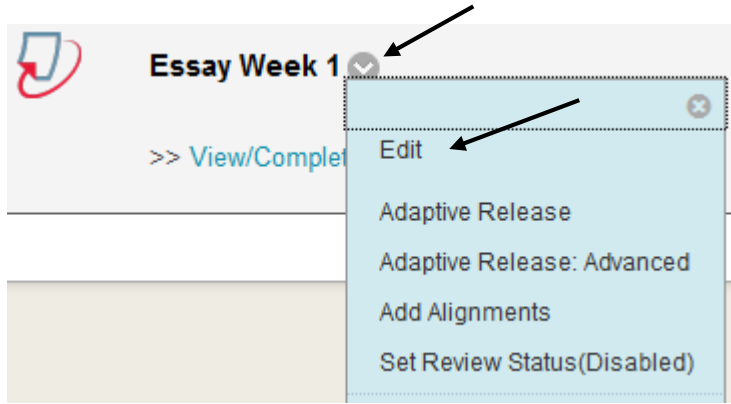 Essay Week 1
>> View/Complet
Edit
Adaptive Release
Adaptive Release: Advanced
Add Alignments
Set Review Status(Disabled)